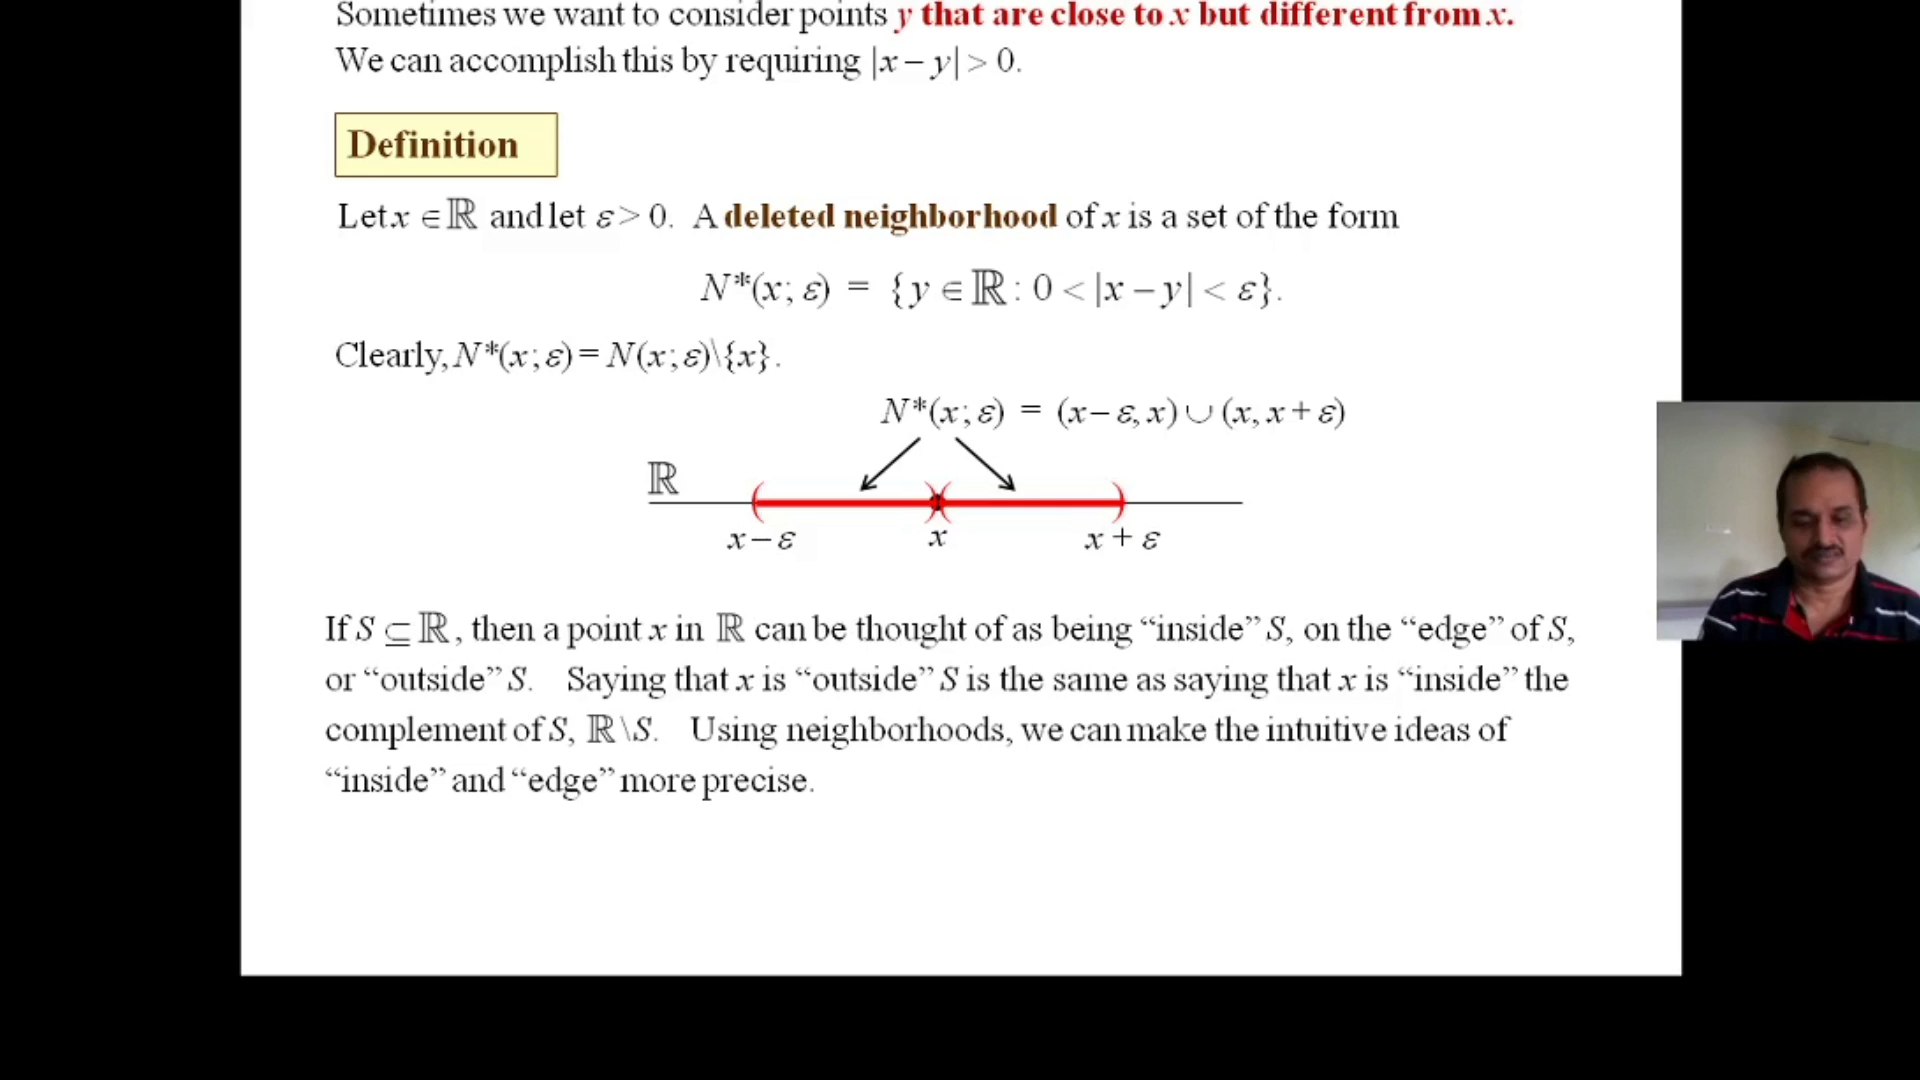 Sometimes we want to consider points y that are close to x but different from x.
We can accomplish this by requiring |x – y| > 0.
Definition
Let x ∈ ℝ and let ε > 0. A deleted neighborhood of x is a set of the form
N*(x; ε) = {y ∈ ℝ : 0 < |x – y| < ε}.
Clearly, N*(x; ε) = N(x; ε)\{x}.
N*(x; ε) = (x – ε, x) ∪ (x, x + ε)
ℝ
x – ε x x + ε
If S ⊆ ℝ, then a point x in ℝ can be thought of as being “inside” S, on the “edge” of S,
or “outside” S. Saying that x is “outside” S is the same as saying that x is “inside” the
complement of S, ℝ\S. Using neighborhoods, we can make the intuitive ideas of
“inside” and “edge” more precise.